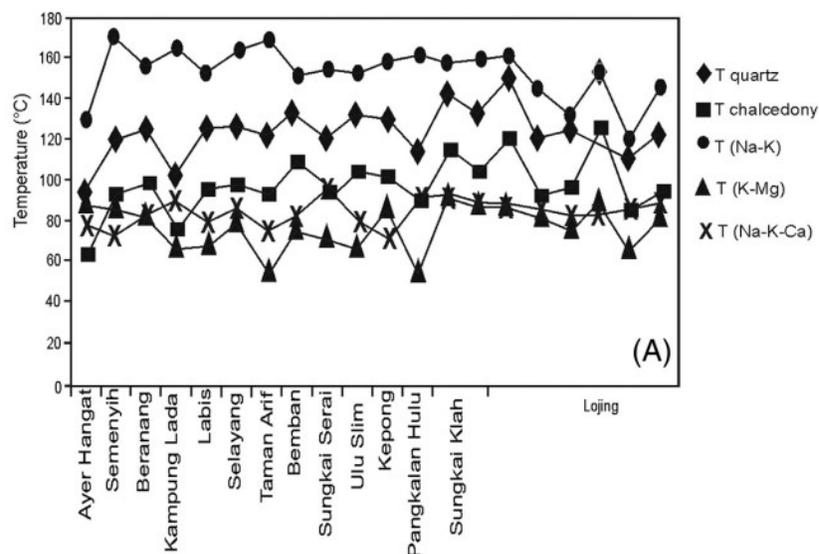 Temperature (°C)
180
160
140
120
100
80
60
40
20
0
T quartz
T chalcedony
T (Na-K)
T (K-Mg)
T (Na-K-Ca)
(A)
Ayer Hangat
Semenyih
Beranang
Kampung Lada
Labis
Selayang
Taman Arif
Bemban
Sungkai Serai
Ulu Slim
Kepong
Pangkalan Hulu
Sungkai Klah
Lojing